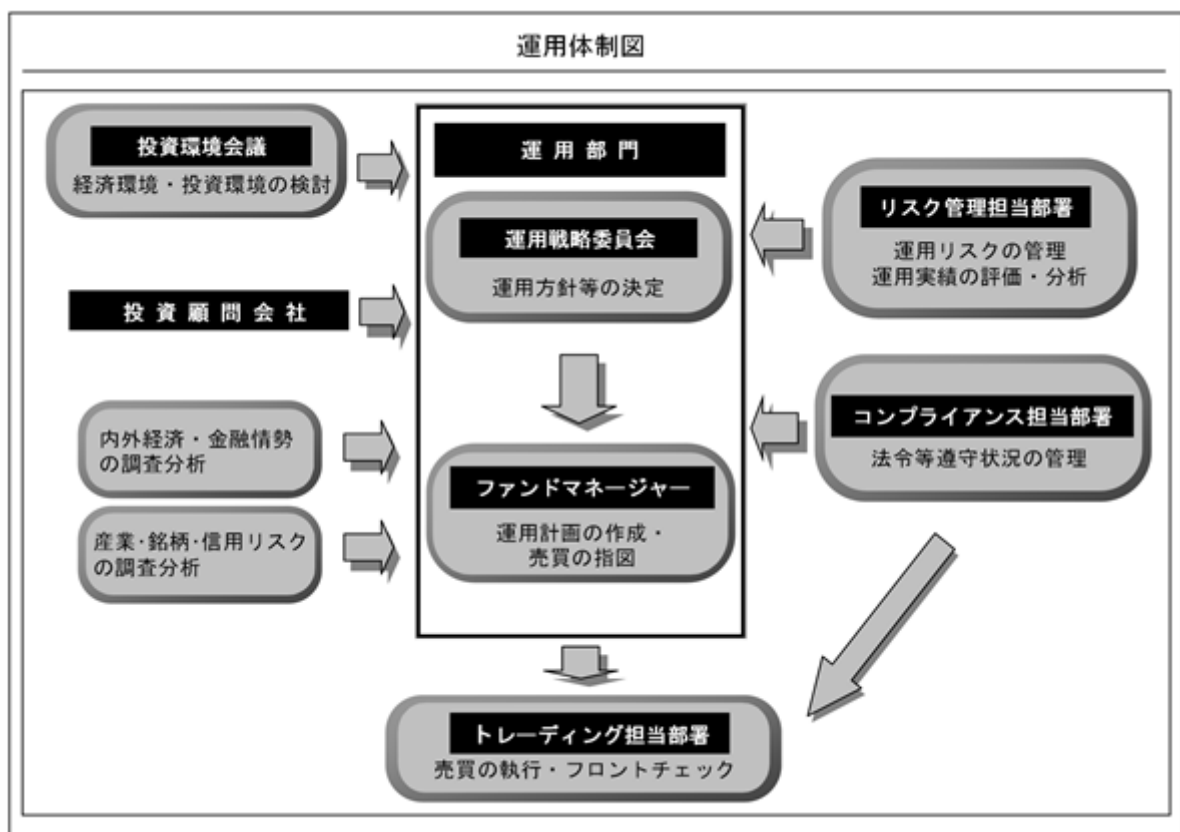 運用体制図
投資環境会議
経済環境・投資環境の検討
投資顧問会社
内外経済・金融情勢
の調査分析
産業・銘柄・信用リスク
の調査分析
運用部門
運用戦略委員会
運用方針等の決定
ファンドマネージャー
運用計画の作成・
売買の指図
リスク管理担当部署
運用リスクの管理
運用実績の評価・分析
コンプライアンス担当部署
法令等遵守状況の管理
トレーディング担当部署
売買の執行・フロントチェック